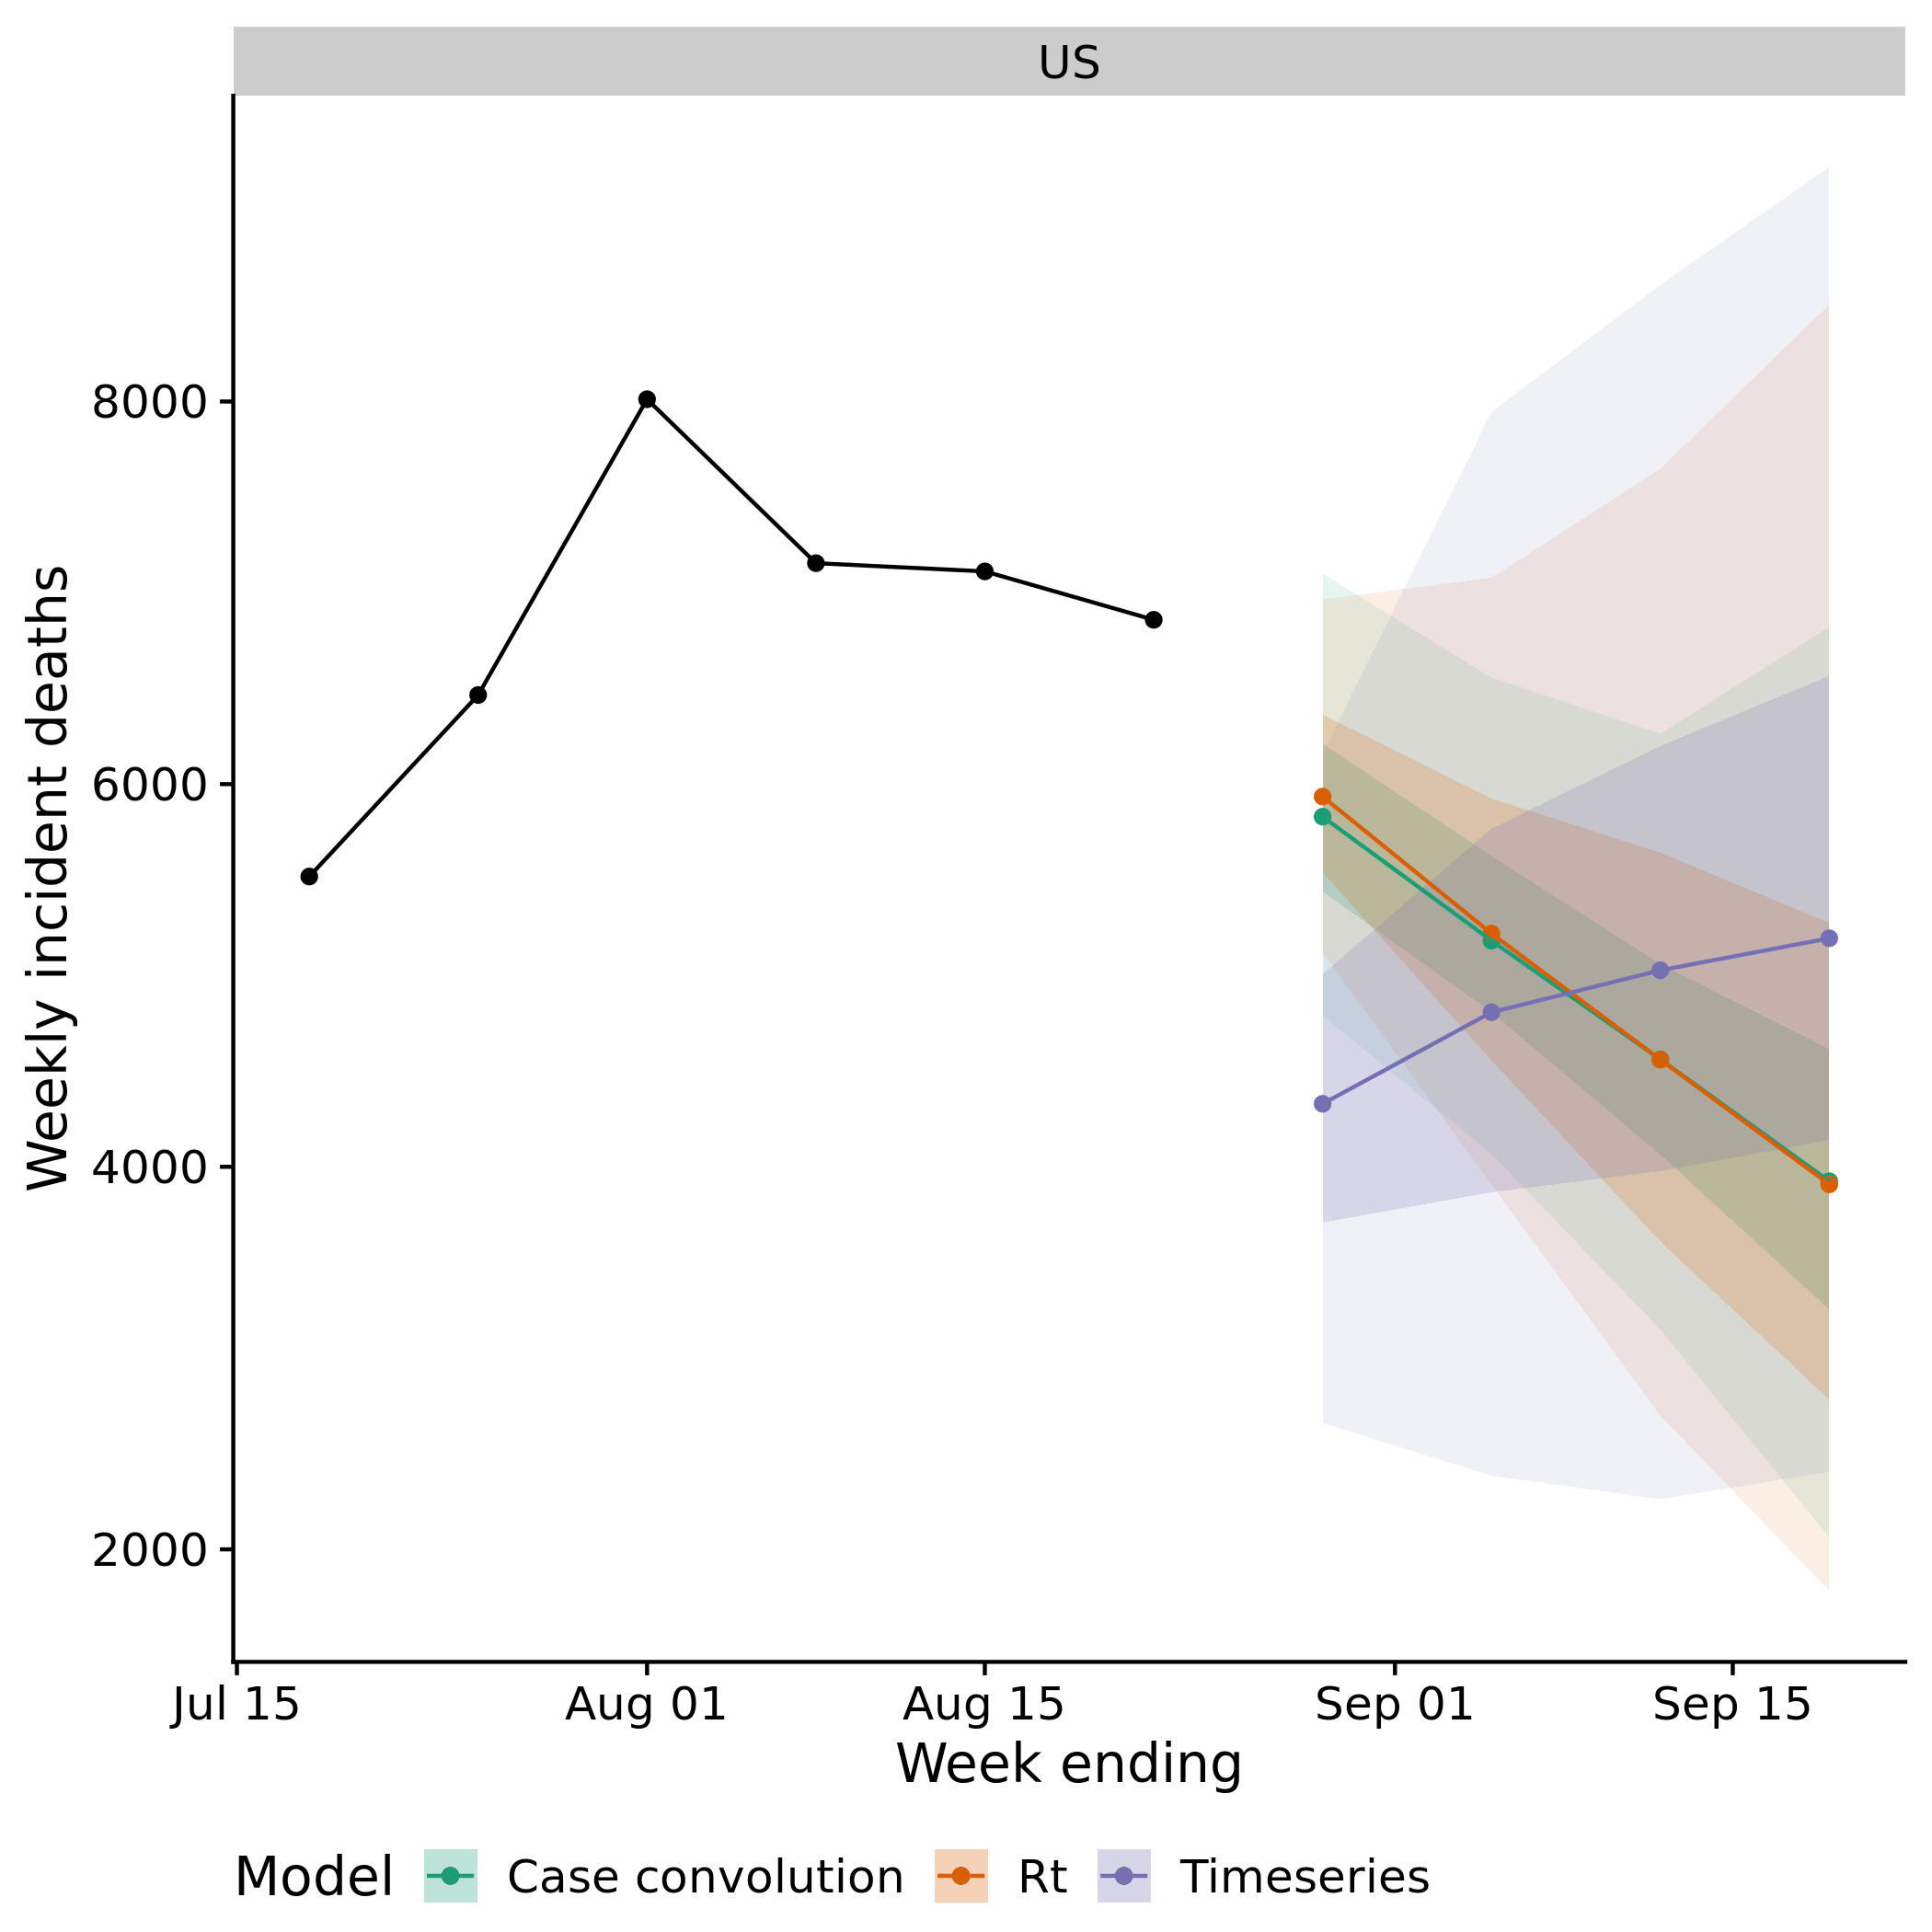 US
Weekly incident deaths
8000
6000
4000
2000
Jul 15 Aug 01 Aug 15 Sep 01 Sep 15
Week ending
Model Case convolution Rt Timeseries